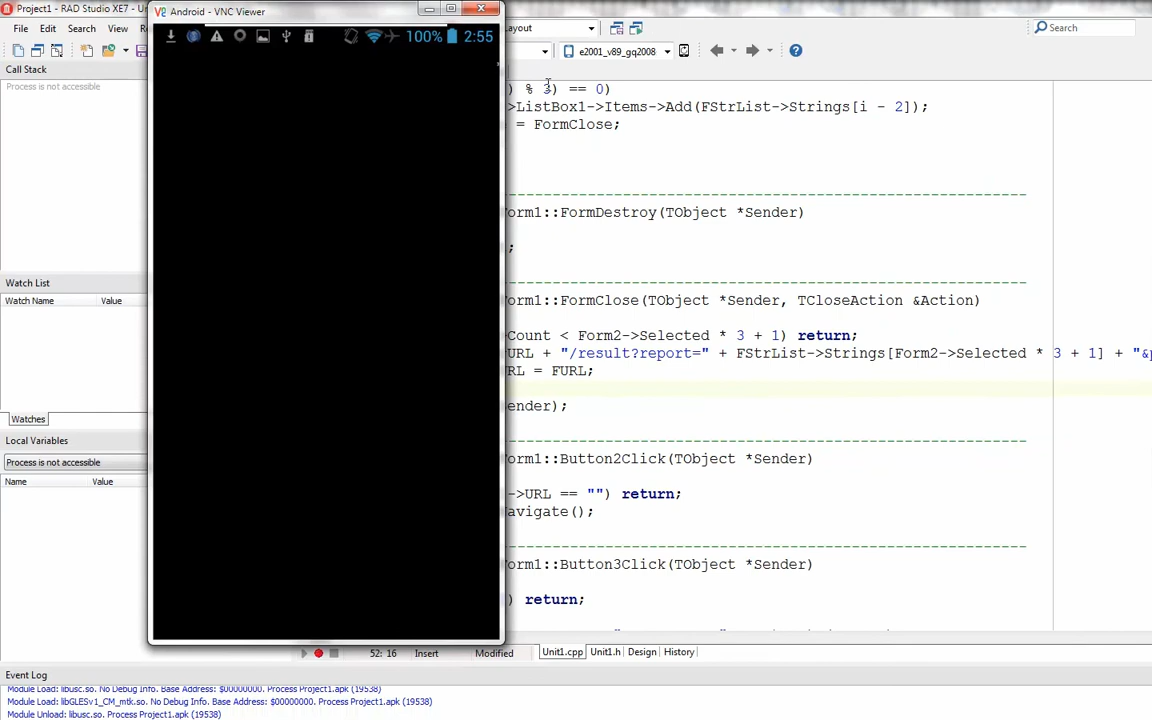 Project1 - RAD Studio XE7 -
Android - VNC Viewer
File Edit Search View
ayout
Search
100% 2:55
e2001_v89_gq2008
Call Stack
Process is not accessible
) % 3) == 0)
>ListBox1->Items->Add(FStrList->Strings[i - 2]);
= FormClose;
orm1::FormDestroy(TObject *Sender)
;
Watch List
Watch Name Value
orm1::FormClose(TObject *Sender, TCloseAction &Action)
Count < Form2->Selected * 3 + 1) return;
URL + "/result?report=" + FStrList->Strings[Form2->Selected * 3 + 1] + "&
RL = FURL;
ender);
Watches
Local Variables
Process is not accessible
Name Value
orm1::Button2Click(TObject *Sender)
->URL == "") return;
avigate();
orm1::Button3Click(TObject *Sender)
) return;
52: 16 Insert Modified Unit1.cpp Unit1.h Design History
Event Log
Module Load: libusc.so. No Debug Info. Base Address: $00000000. Process Project1.apk (19538)
Module Load: libGLESv1_CM_mtk.so. No Debug Info. Base Address: $00000000. Process Project1.apk (19538)
Module Unload: libusc.so. Process Project1.apk (19538)